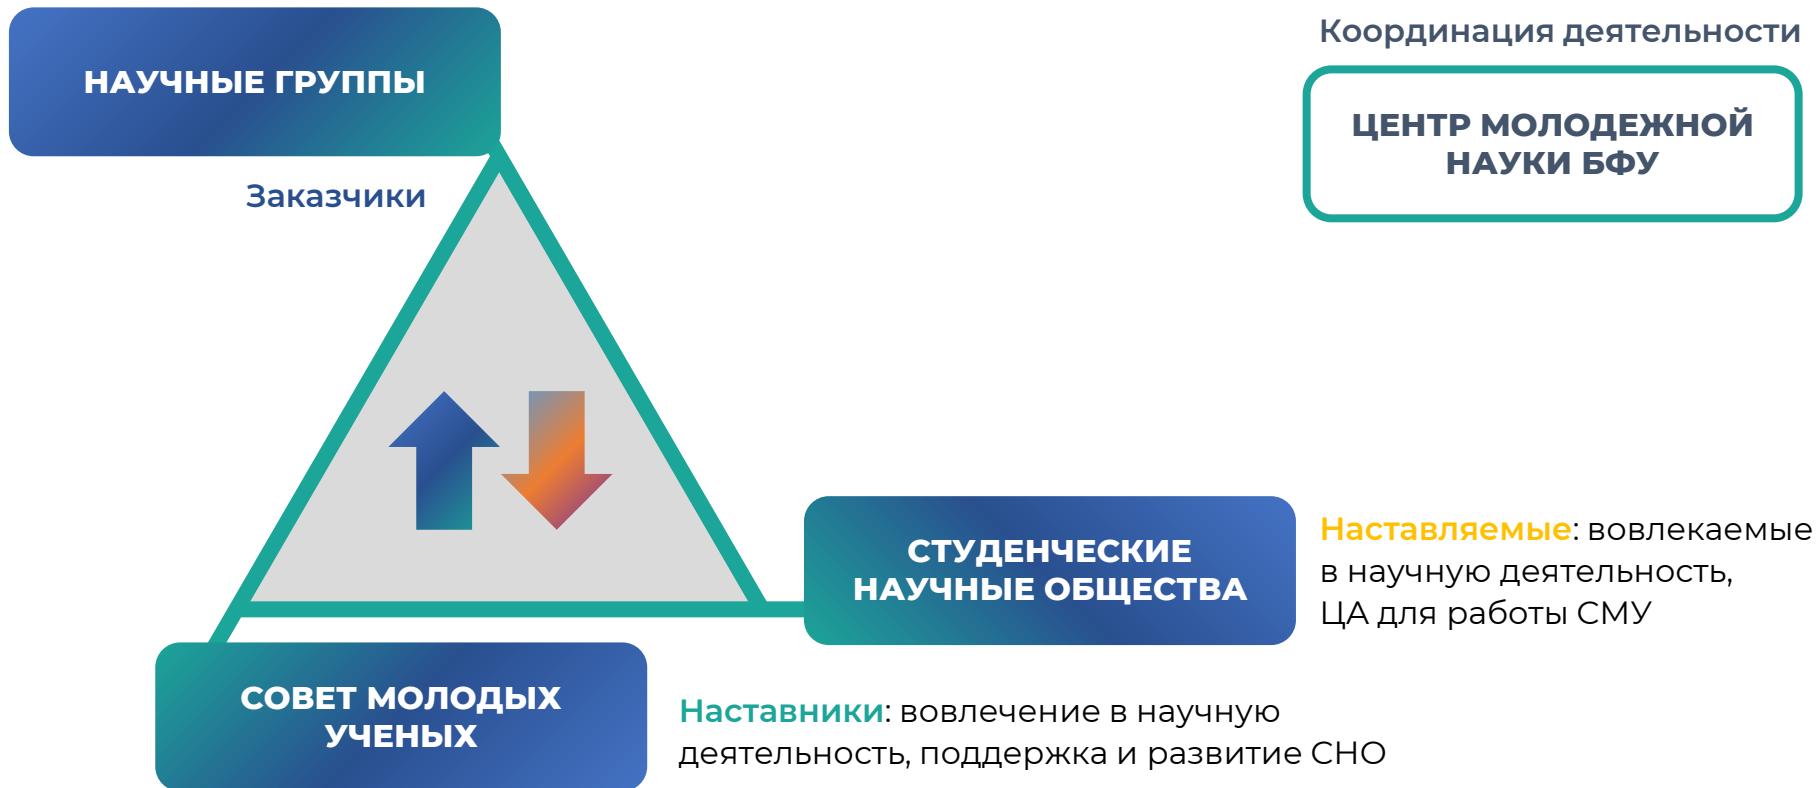 НАУЧНЫЕ ГРУППЫ
Заказчики
Координация деятельности
ЦЕНТР МОЛОДЕЖНОЙ
НАУКИ БФУ
СТУДЕНЧЕСКИЕ
НАУЧНЫЕ ОБЩЕСТВА
Наставляемые: вовлекаемые
в научную деятельность,
ЦА для работы СМУ
СОВЕТ МОЛОДЫХ
УЧЕНЫХ
Наставники: вовлечение в научную
деятельность, поддержка и развитие СНО